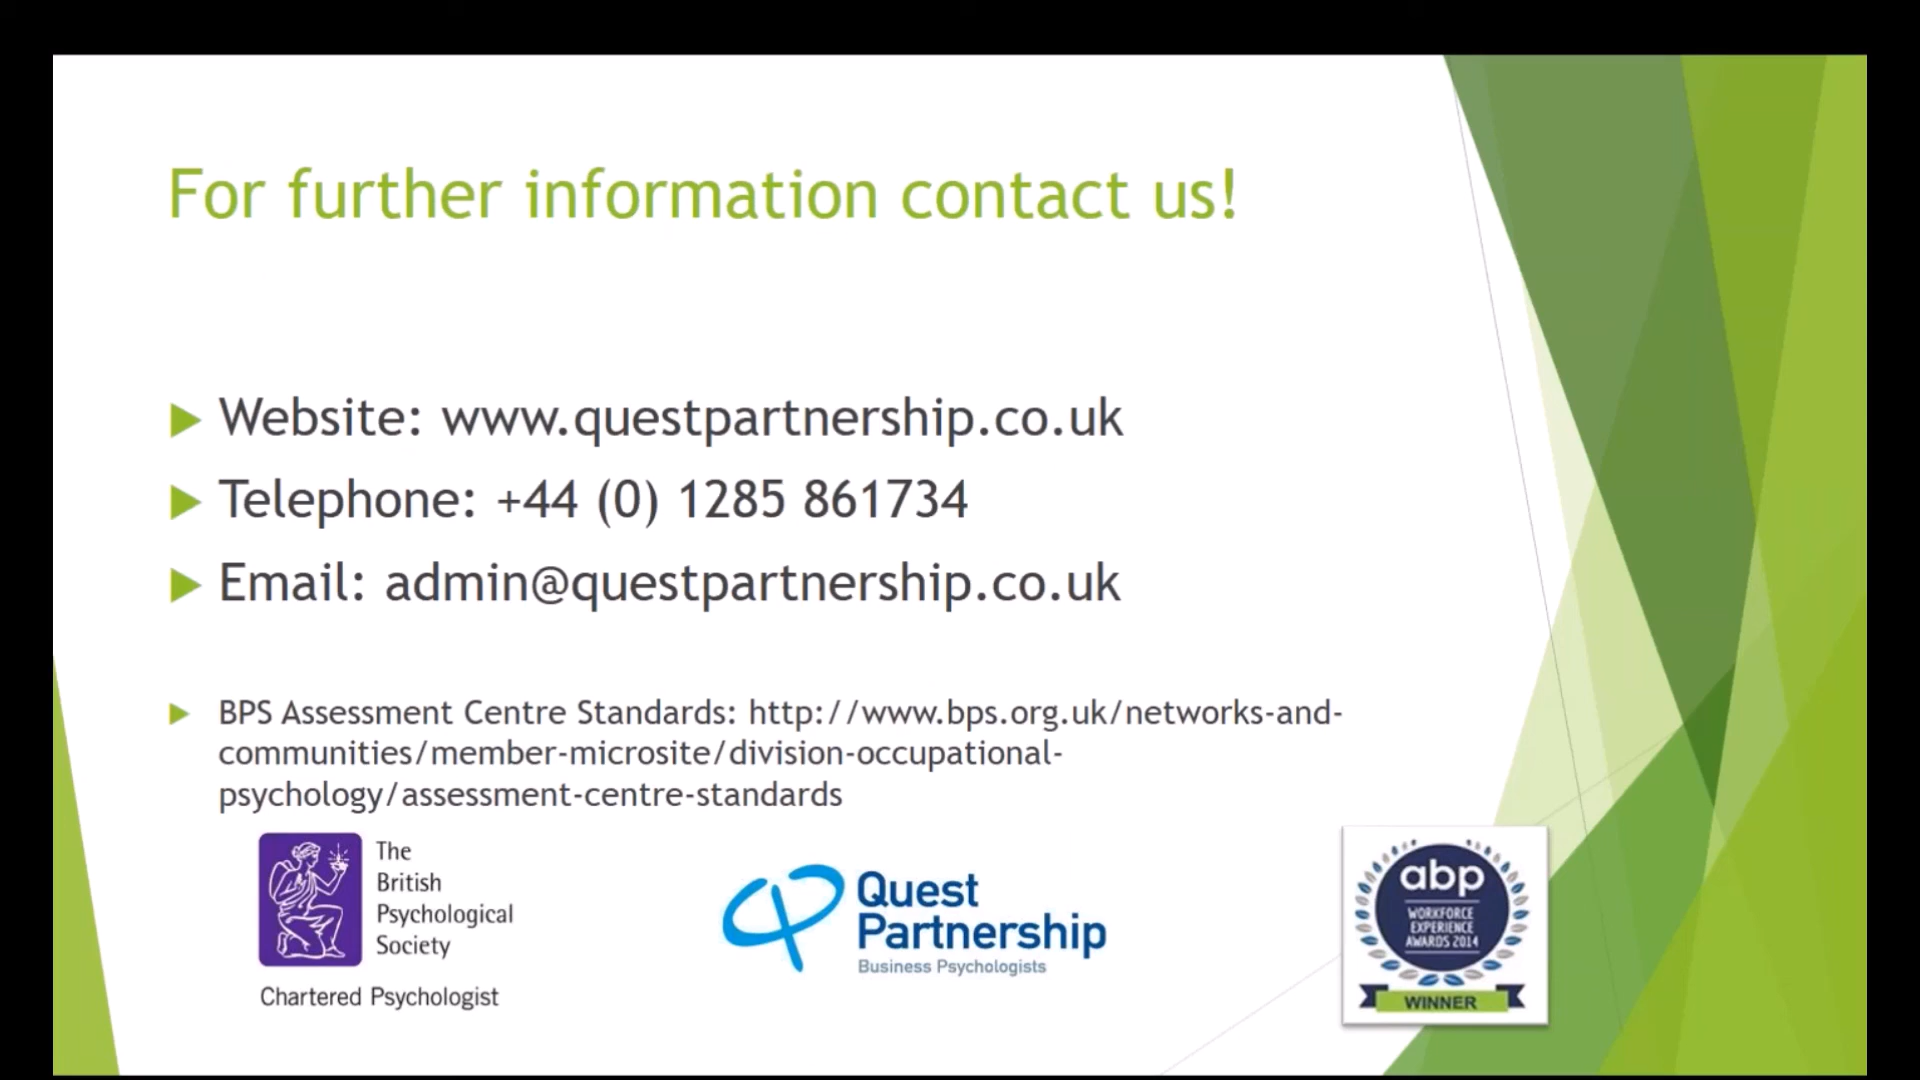 For further information contact us!
Website: www.questpartnership.co.uk
Telephone: +44 (0) 1285 861734
Email: admin@questpartnership.co.uk
BPS Assessment Centre Standards: http://www.bps.org.uk/networks-and-
communities/member-microsite/division-occupational-
psychology/assessment-centre-standards
The
British
Psychological
Society
Chartered Psychologist
Quest
Partnership
Business Psychologists
abp
WORKFORCE
EXPERIENCE
AWARDS 2014
WINNER